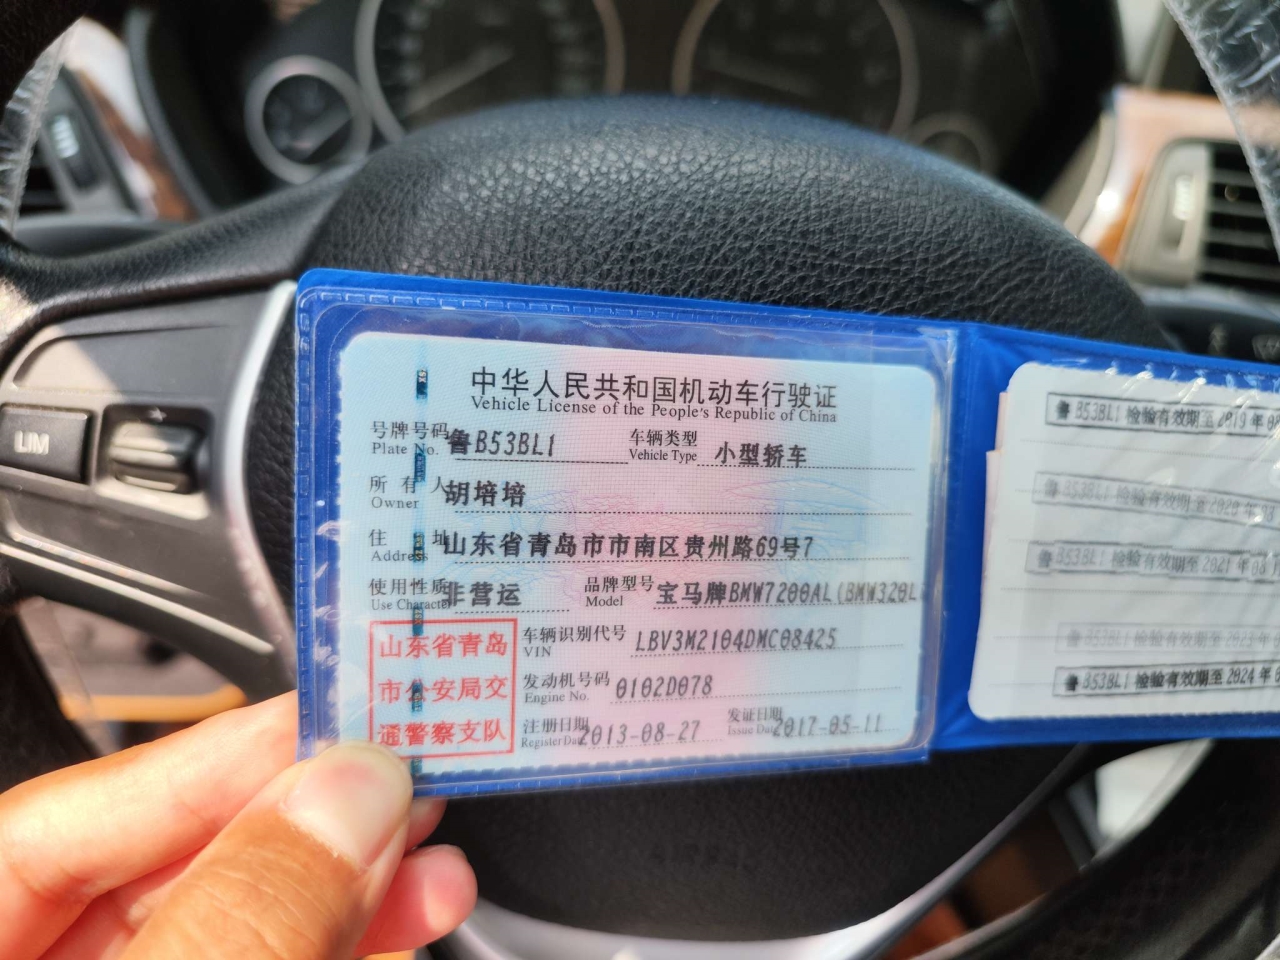 LIM
中华人民共和国机动车行驶证
Vehicle License of the People's Republic of China
号牌号码 鲁B53BL1 车辆类型 小型轿车
Plate No. Vehicle Type
所有人 胡培培
Owner
住址 山东省青岛市市南区贵州路69号7
Address
使用性质 非营运 品牌型号 宝马牌BMW7200AL(BMW320L
Use Character Model
山东省青岛
市公安局交
通警察支队
车辆识别代号 LBV3M2104DMC08425
VIN
发动机号码 0102D078
Engine No.
注册日期 2013-08-27 发证日期 2017-05-11
Register Date Issue Date
鲁B53BL1 检验有效期至 2019年08
鲁B53BL1 检验有效期至 2020年
鲁B53BL1 检验有效期至 2021年08
鲁B53BL1 检验有效期至 2023年
鲁B53BL1 检验有效期至 2024年